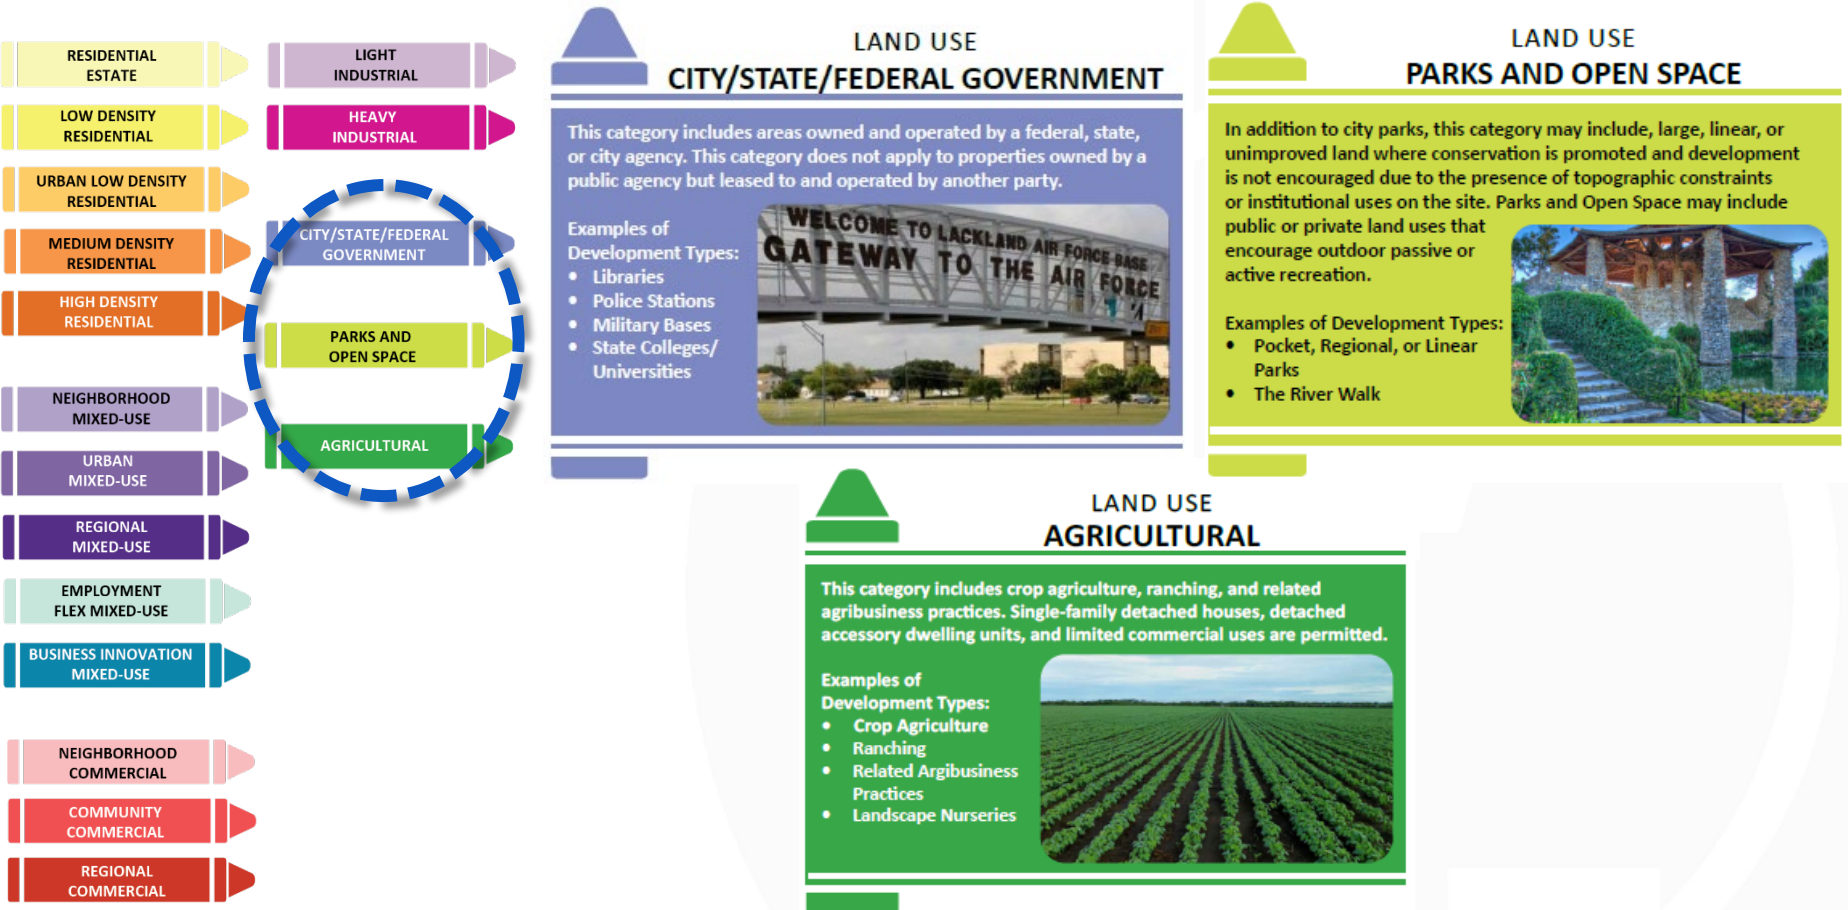 RESIDENTIAL
ESTATE
LOW DENSITY
RESIDENTIAL
URBAN LOW DENSITY
RESIDENTIAL
MEDIUM DENSITY
RESIDENTIAL
HIGH DENSITY
RESIDENTIAL
NEIGHBORHOOD
MIXED-USE
URBAN
MIXED-USE
REGIONAL
MIXED-USE
EMPLOYMENT
FLEX MIXED-USE
BUSINESS INNOVATION
MIXED-USE
NEIGHBORHOOD
COMMERCIAL
COMMUNITY
COMMERCIAL
REGIONAL
COMMERCIAL
LIGHT
INDUSTRIAL
HEAVY
INDUSTRIAL
CITY/STATE/FEDERAL
GOVERNMENT
PARKS AND
OPEN SPACE
AGRICULTURAL
LAND USE
CITY/STATE/FEDERAL GOVERNMENT
This category includes areas owned and operated by a federal, state,
or city agency. This category does not apply to properties owned by a
public agency but leased to and operated by another party.
Examples of
Development Types:
• Libraries
• Police Stations
• Military Bases
• State Colleges/
Universities
WELCOME TO LACKLAND AIR FORCE BASE
GATEWAY TO THE AIR FORCE
LAND USE
PARKS AND OPEN SPACE
In addition to city parks, this category may include, large, linear, or
unimproved land where conservation is promoted and development
is not encouraged due to the presence of topographic constraints
or institutional uses on the site. Parks and Open Space may include
public or private land uses that
encourage outdoor passive or
active recreation.
Examples of Development Types:
• Pocket, Regional, or Linear
Parks
• The River Walk
LAND USE
AGRICULTURAL
This category includes crop agriculture, ranching, and related
agribusiness practices. Single-family detached houses, detached
accessory dwelling units, and limited commercial uses are permitted.
Examples of
Development Types:
• Crop Agriculture
• Ranching
• Related Argibusiness
Practices
• Landscape Nurseries